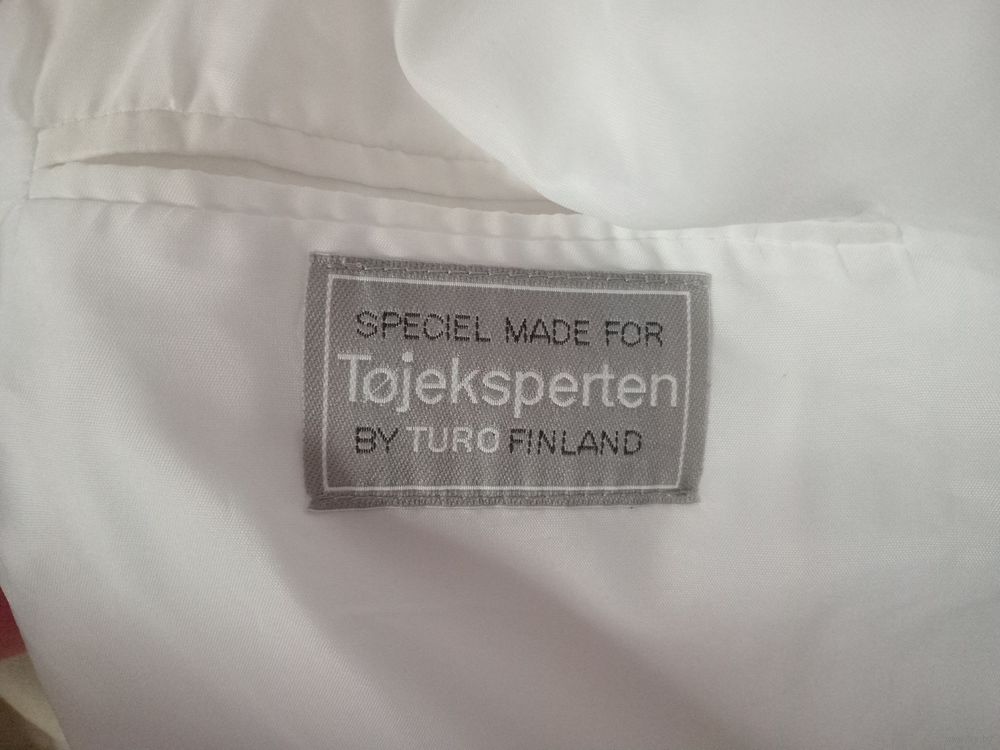 SPECIEL MADE FOR
Tøjeksperten
BY TURO FINLAND